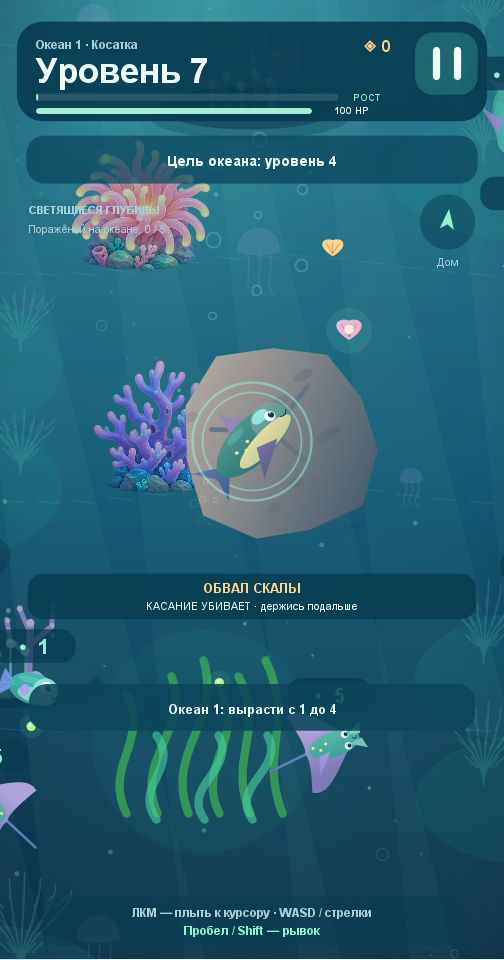 Океан 1 · Косатка
0
Уровень 7
РОСТ
100 HP
Цель океана: уровень 4
СВЕТЯЩИЕСЯ ГЛУБИНЫ
Поражений на океане: 0 / 5
Дом
ОБВАЛ СКАЛЫ
КАСАНИЕ УБИВАЕТ · держись подальше
1
5
Океан 1: вырасти с 1 до 4
5
ЛКМ — плыть к курсору · WASD / стрелки
Пробел / Shift — рывок